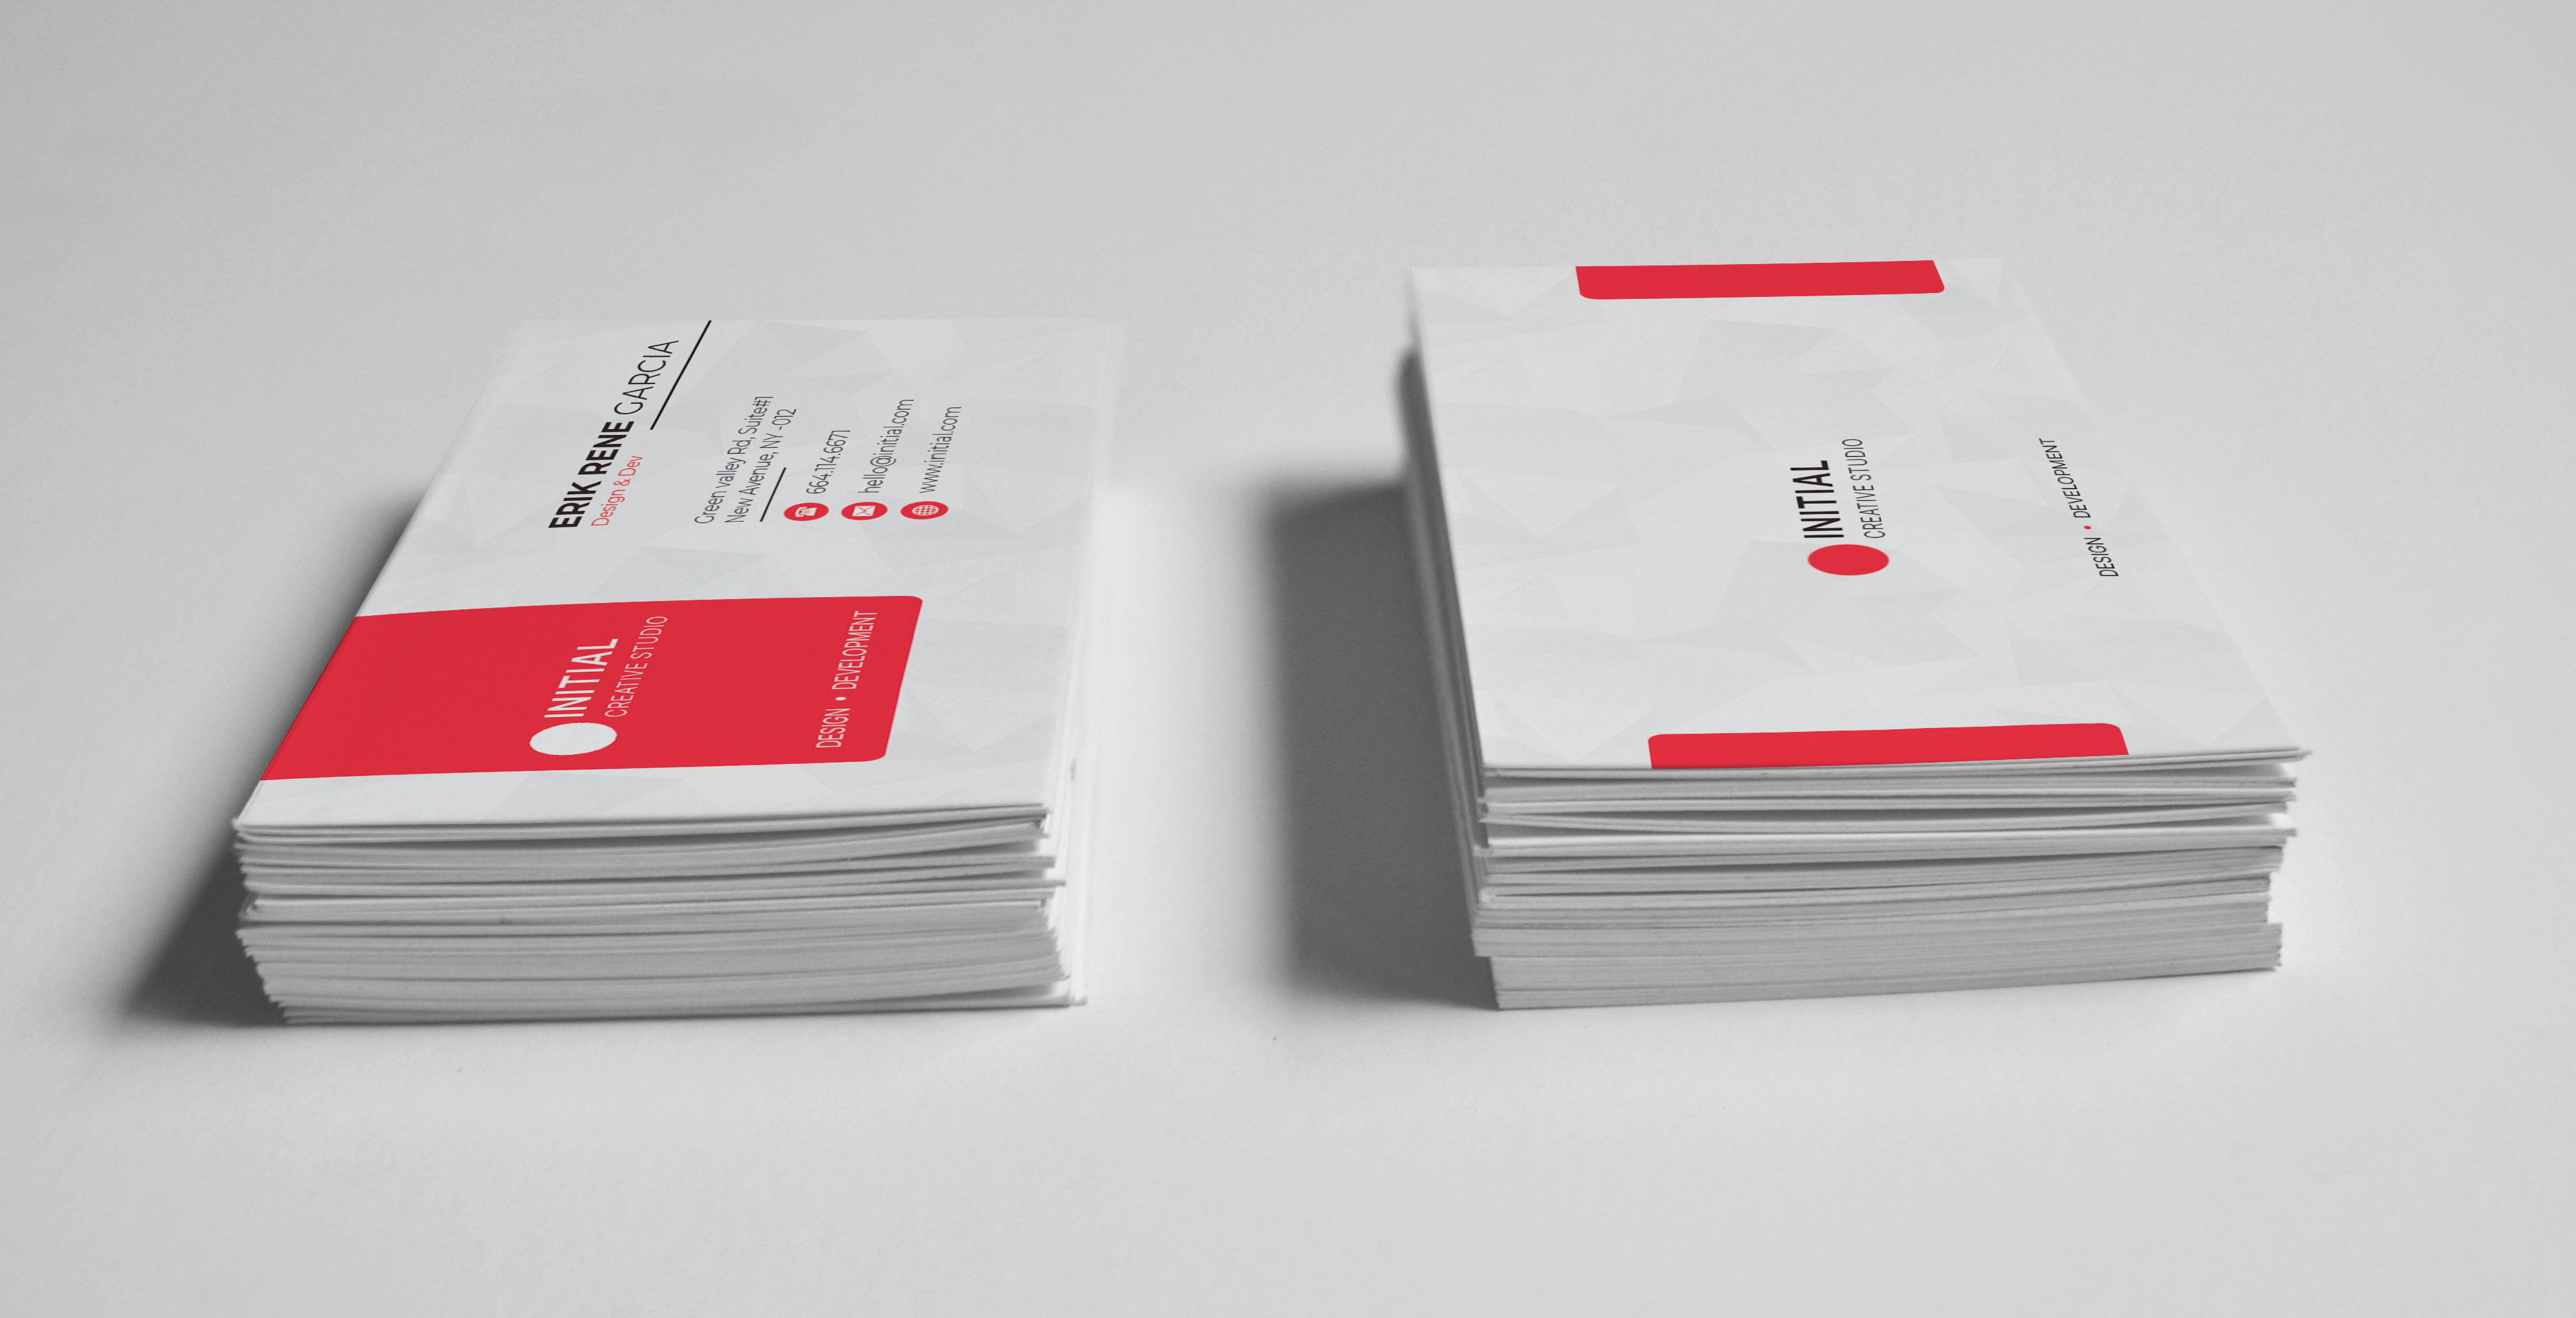 ERIK RENE GARCIA
Design & Dev
Green valley Rd, Suite#1
New Avenue, NY -012
664.114.6671
hello@initial.com
www.initial.com
INITIAL
CREATIVE STUDIO
DESIGN • DEVELOPMENT
INITIAL
CREATIVE STUDIO
DESIGN • DEVELOPMENT